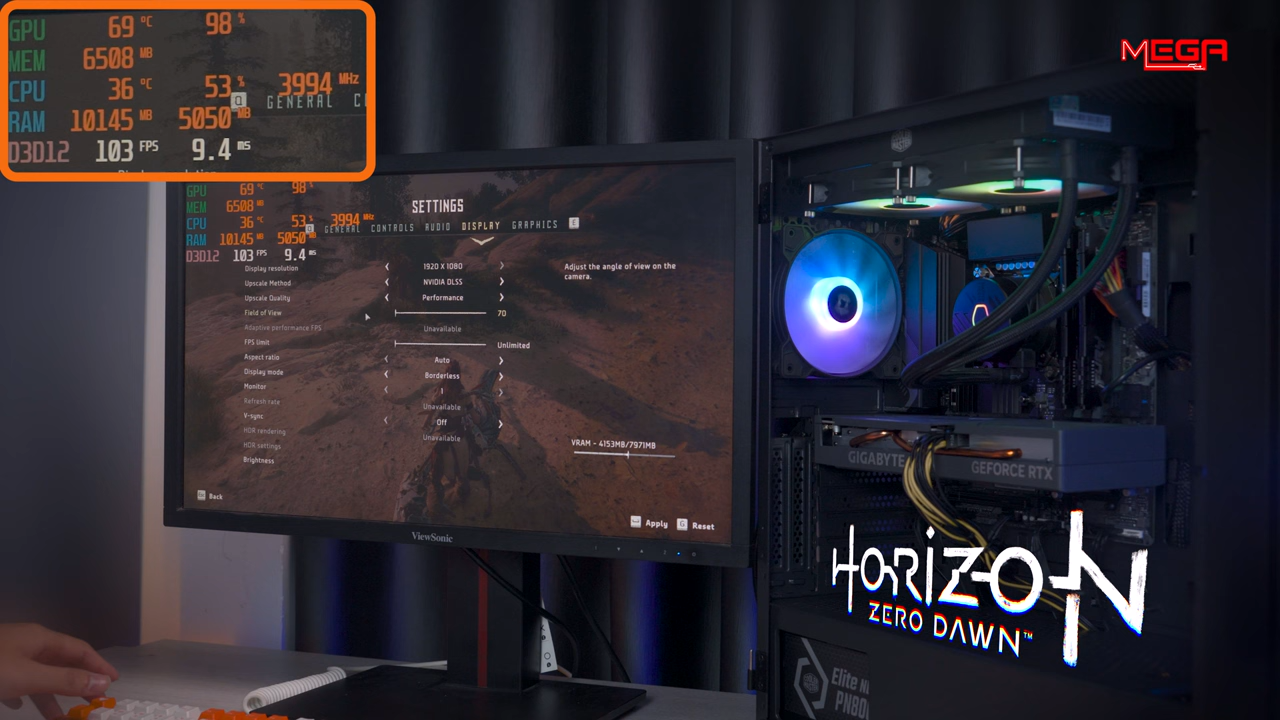 GPU 69 °C 98 %
MEM 6508 MB
CPU 36 °C 53 % 3994 MHz
RAM 10145 MB 5050 MB
D3D12 103 FPS 9.4 ms
Q GENERAL
MEGA
GPU 69 °C 98 %
MEM 6508 MB
CPU 36 °C 53 % 3994 MHz
RAM 10145 MB 5050 MB
D3D12 103 FPS 9.4 ms
SETTINGS
Q GENERAL CONTROLS AUDIO DISPLAY GRAPHICS E
Display resolution 1920 X 1080
Upscale Method NVIDIA DLSS
Upscale Quality Performance
Field of View 70
Adaptive performance FPS Unavailable
FPS limit Unlimited
Aspect ratio Auto
Display mode Borderless
Monitor 1
Refresh rate Unavailable
V-sync Off
HDR rendering Unavailable
HDR settings
Brightness
Adjust the angle of view on the
camera.
VRAM - 4153MB/7971MB
Esc Back
Apply G Reset
ViewSonic
GIGABYTE
GEFORCE RTX
HORIZON
ZERO DAWN™
Elite